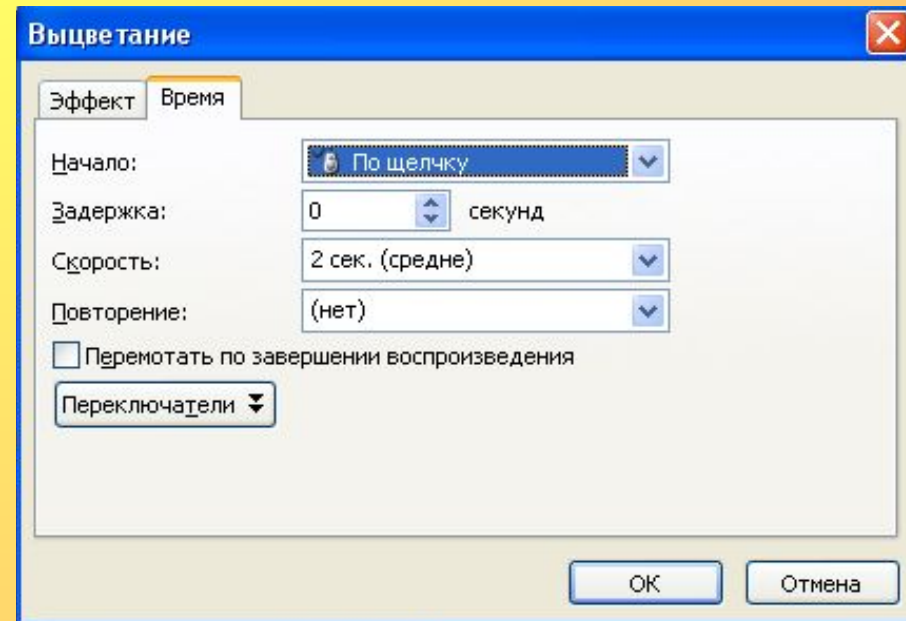 Выцветание
Эффект Время
Начало: По щелчку
Задержка: 0 секунд
Скорость: 2 сек. (средне)
Повторение: (нет)
Перемотать по завершении воспроизведения
Переключатели
ОК Отмена